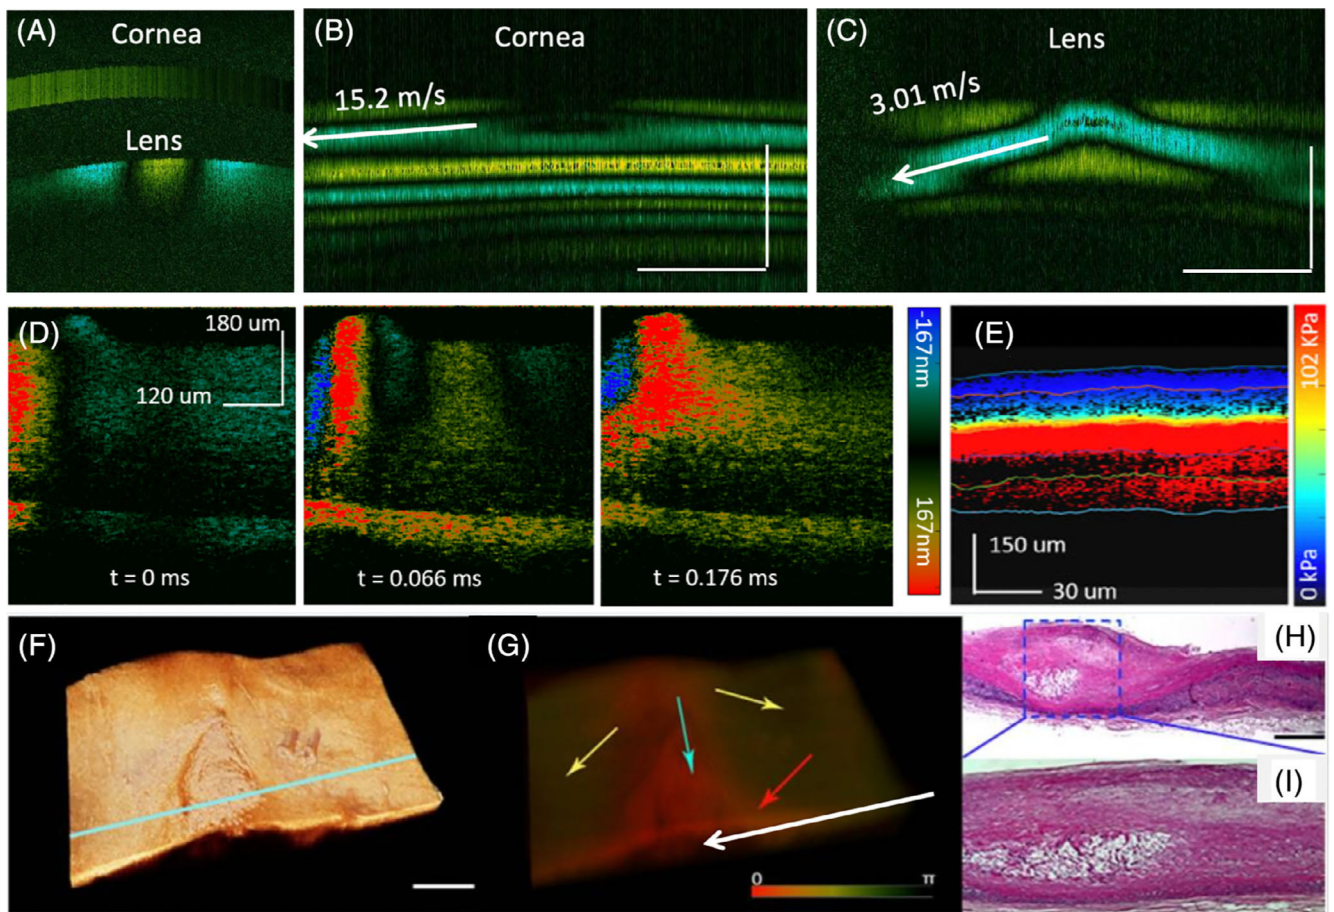 (A)
Cornea
Lens
(B)
Cornea
15.2 m/s
(C)
Lens
3.01 m/s
(D)
180 um
120 um
t = 0 ms
t = 0.066 ms
t = 0.176 ms
-167nm
167nm
(E)
150 um
30 um
102 KPa
0 kPa
(F)
(G)
0
π
(H)
(I)